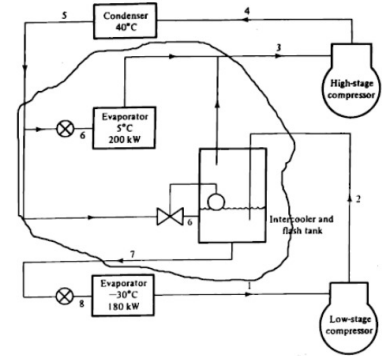 5
Condenser
40°C
4
3
High-stage
compressor
Evaporator
5°C
200 kW
6
6
2
Intercooler and
flash tank
7
1
Evaporator
−30°C
180 kW
8
Low-stage
compressor